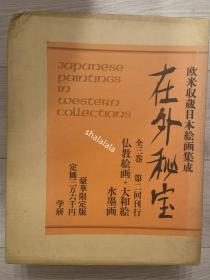 欧米収蔵日本絵画集成
在外秘宝
Japanese
Paintings
in
Western
Collections
shalalala
全三巻 第二回刊行
仏教絵画・大和絵
水墨画
豪華限定版
定価二万六千円
学研